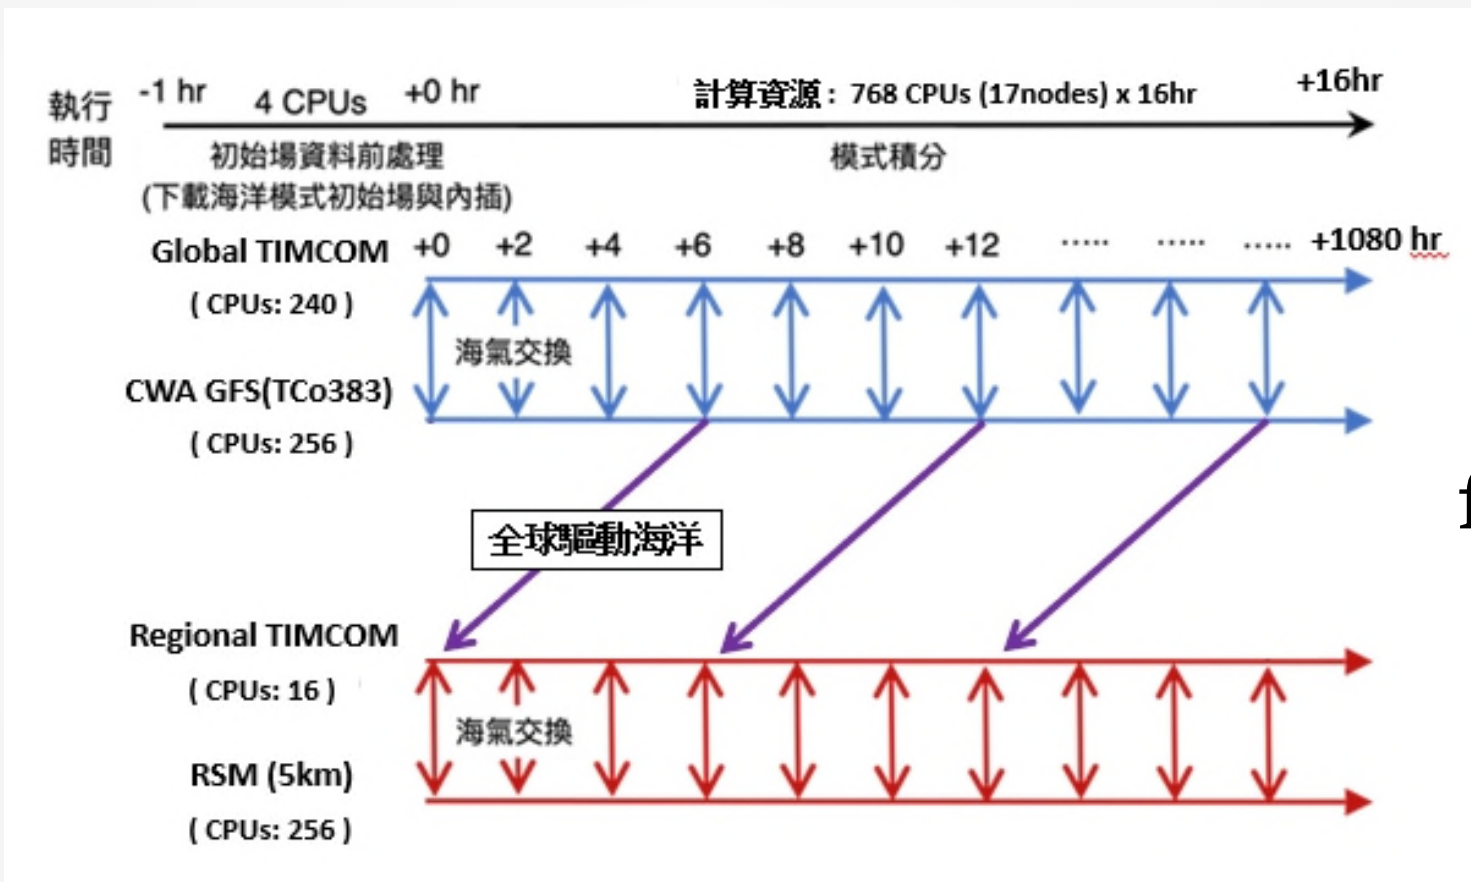 執行
時間
-1 hr
4 CPUs
+0 hr
計算資源： 768 CPUs (17nodes) x 16hr
+16hr
初始場資料前處理
(下載海洋模式初始場與內插)
模式積分
Global TIMCOM
( CPUs: 240 )
+0 +2 +4 +6 +8 +10 +12 ..... ..... ..... +1080 hr
海氣交換
CWA GFS(TCo383)
( CPUs: 256 )
全球驅動海洋
Regional TIMCOM
( CPUs: 16 )
海氣交換
RSM (5km)
( CPUs: 256 )